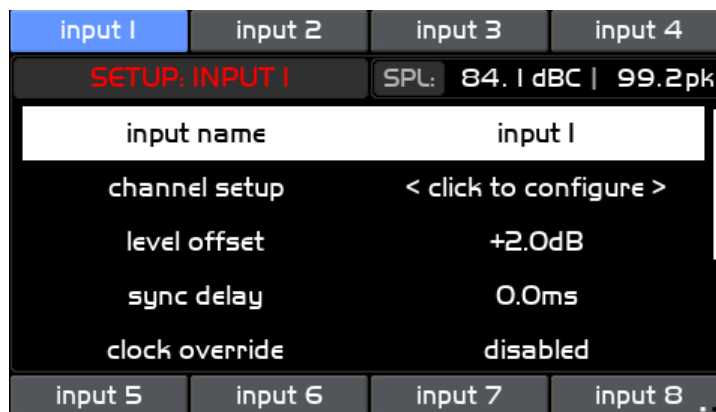 input 1 input 2 input 3 input 4
SETUP: INPUT 1 SPL: 84.1 dBC | 99.2pk
input name input 1
channel setup < click to configure >
level offset +2.0dB
sync delay 0.0ms
clock override disabled
input 5 input 6 input 7 input 8